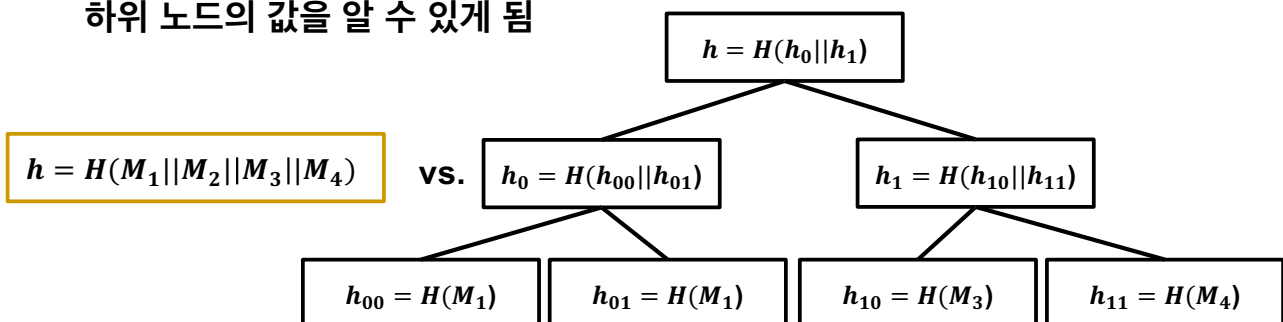 하위 노드의 값을 알 수 있게 됨
h = H(h₀||h₁)
h = H(M₁||M₂||M₃||M₄)
vs.
h₀ = H(h₀₀||h₀₁)
h₁ = H(h₁₀||h₁₁)
h₀₀ = H(M₁)
h₀₁ = H(M₁)
h₁₀ = H(M₃)
h₁₁ = H(M₄)